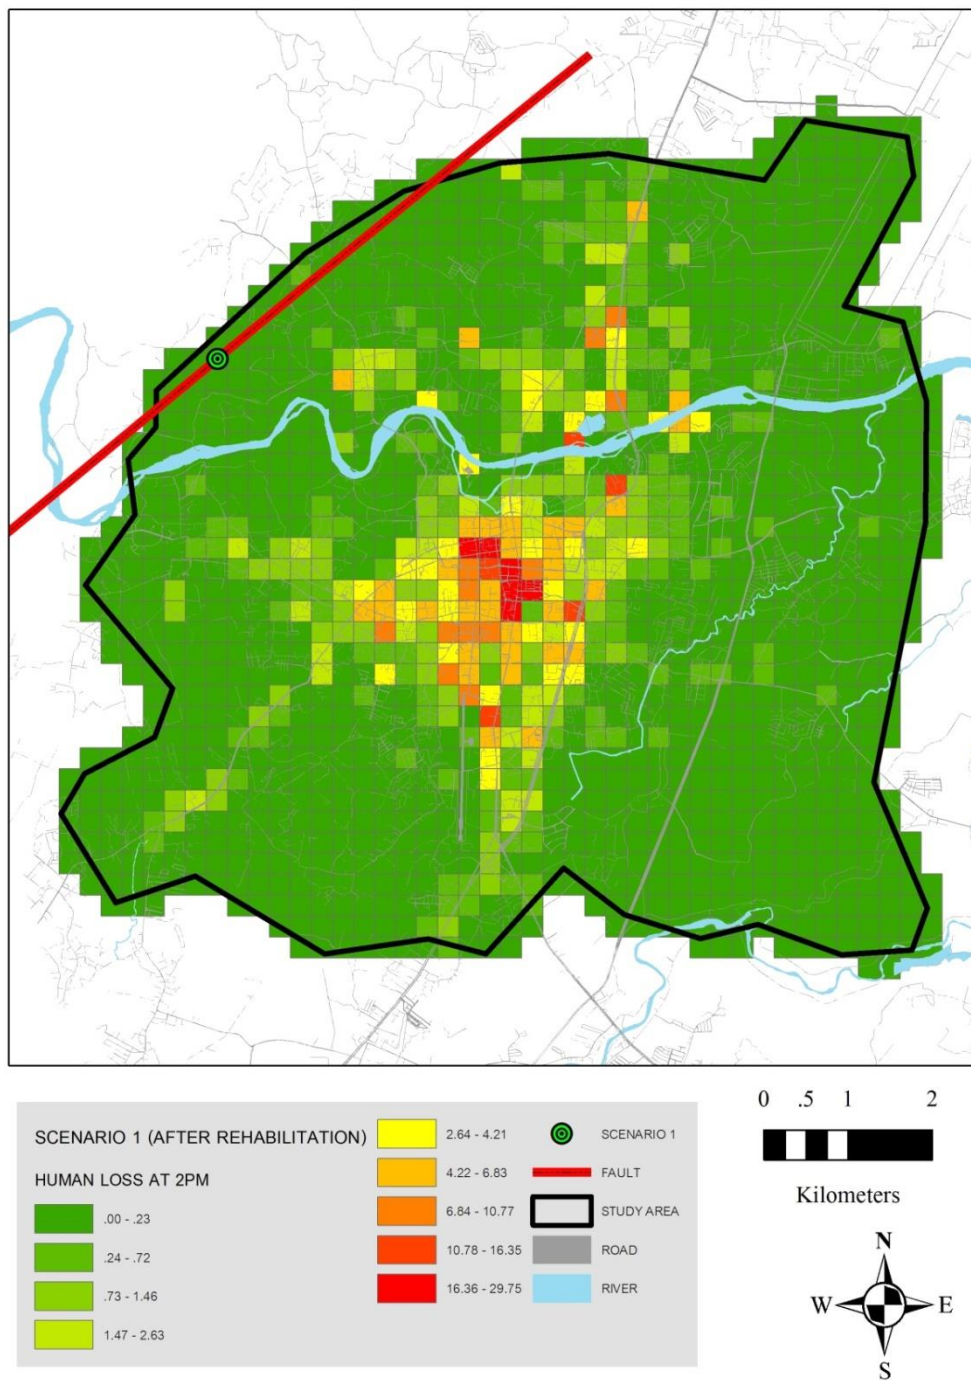 SCENARIO 1 (AFTER REHABILITATION)
HUMAN LOSS AT 2PM
.00 - .23
.24 - .72
.73 - 1.46
1.47 - 2.63
2.64 - 4.21
4.22 - 6.83
6.84 - 10.77
10.78 - 16.35
16.36 - 29.75
SCENARIO 1
FAULT
STUDY AREA
ROAD
RIVER
0 .5 1 2
Kilometers
N
W E
S